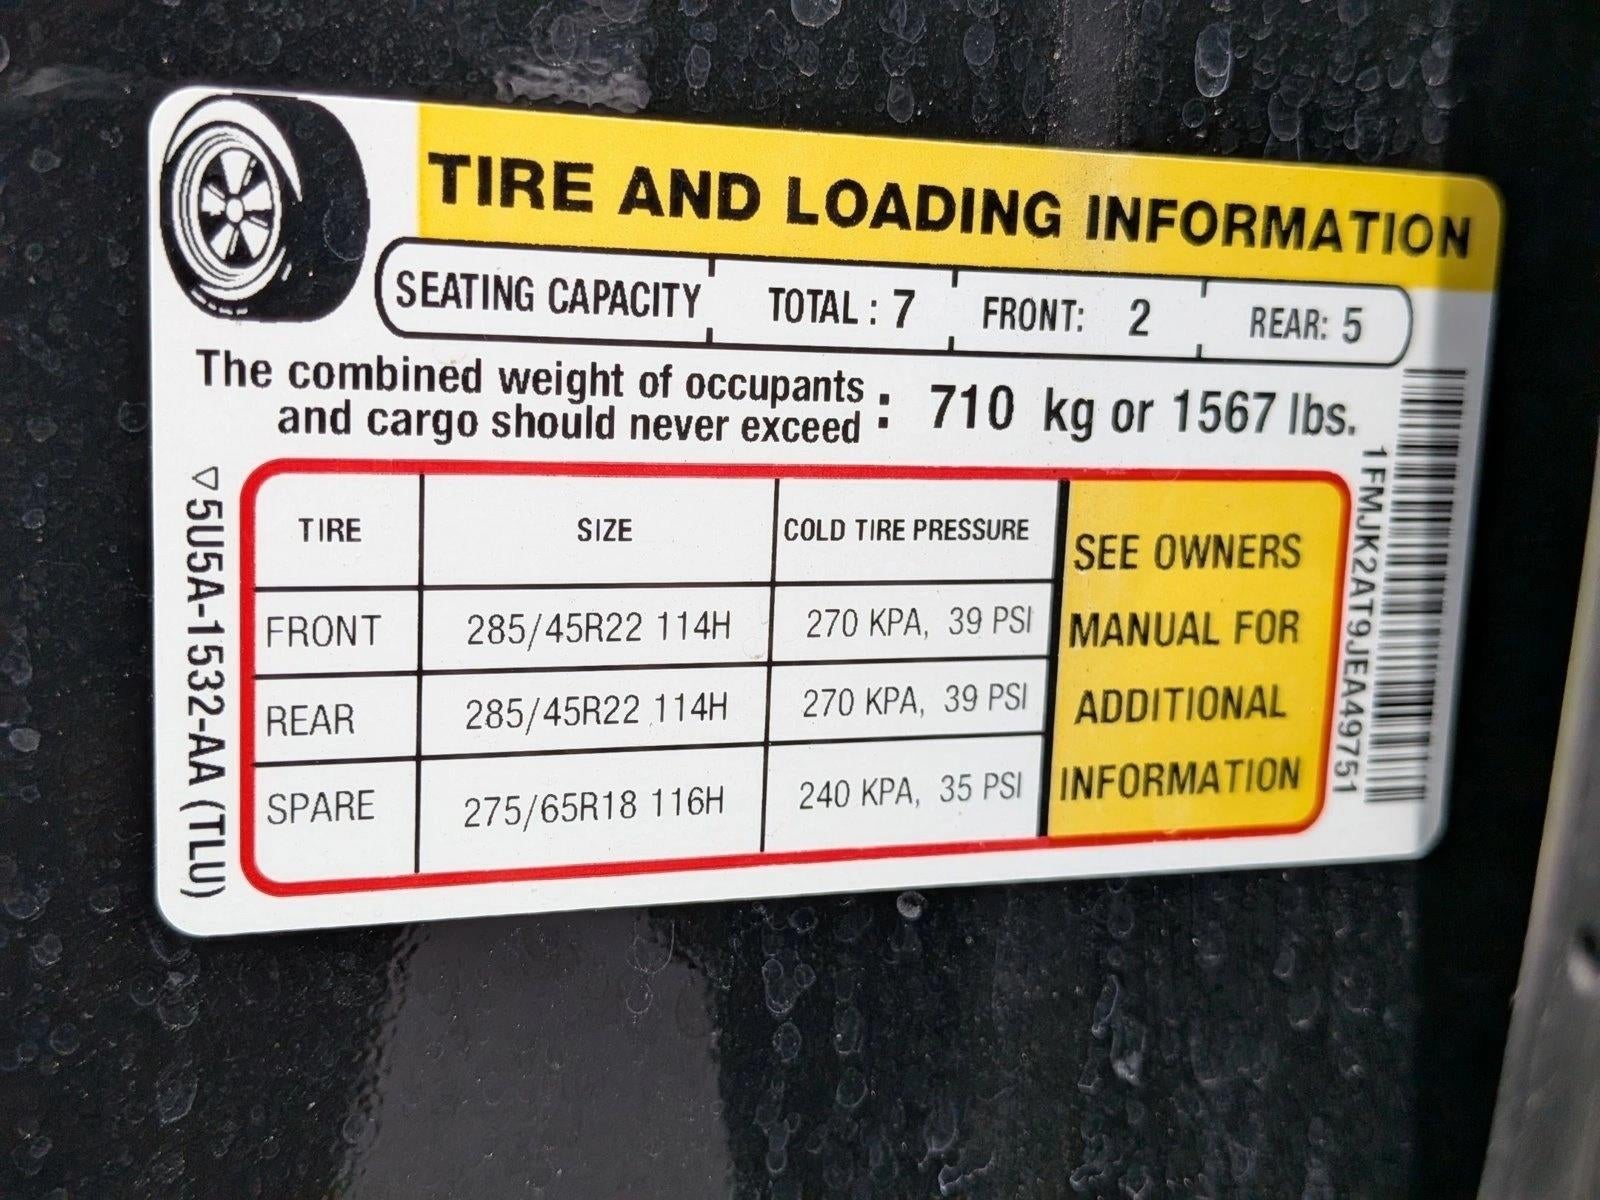 TIRE AND LOADING INFORMATION
SEATING CAPACITY TOTAL : 7 FRONT: 2 REAR: 5
The combined weight of occupants
and cargo should never exceed : 710 kg or 1567 lbs.
TIRE SIZE COLD TIRE PRESSURE
FRONT 285/45R22 114H 270 KPA, 39 PSI
REAR 285/45R22 114H 270 KPA, 39 PSI
SPARE 275/65R18 116H 240 KPA, 35 PSI
SEE OWNERS
MANUAL FOR
ADDITIONAL
INFORMATION
5U5A-1532-AA (TLU)
1FMJK2AT9JEA49751